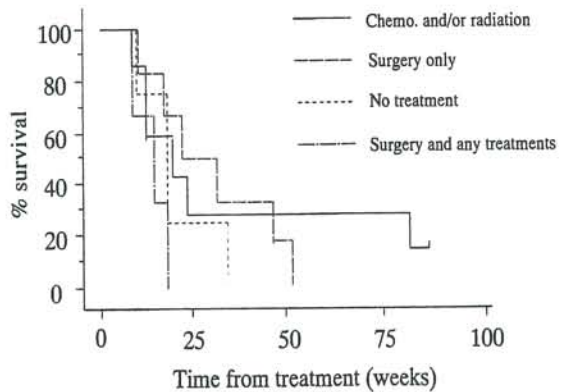 Chemo. and/or radiation
Surgery only
No treatment
Surgery and any treatments
% survival
100
80
60
40
20
0
0 25 50 75 100
Time from treatment (weeks)